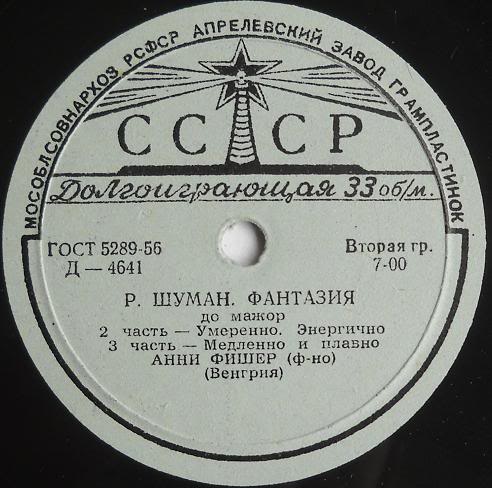 МОСОБЛСОВНАРХОЗ РСФСР АПРЕЛЕВСКИЙ ЗАВОД ГРАМПЛАСТИНОК
СССР
Долгоиграющая 33 об/м.
ГОСТ 5289-56
Д — 4641
Вторая гр.
7-00
Р. ШУМАН. ФАНТАЗИЯ
до мажор
2 часть — Умеренно. Энергично
3 часть — Медленно и плавно
АННИ ФИШЕР (ф-но)
(Венгрия)